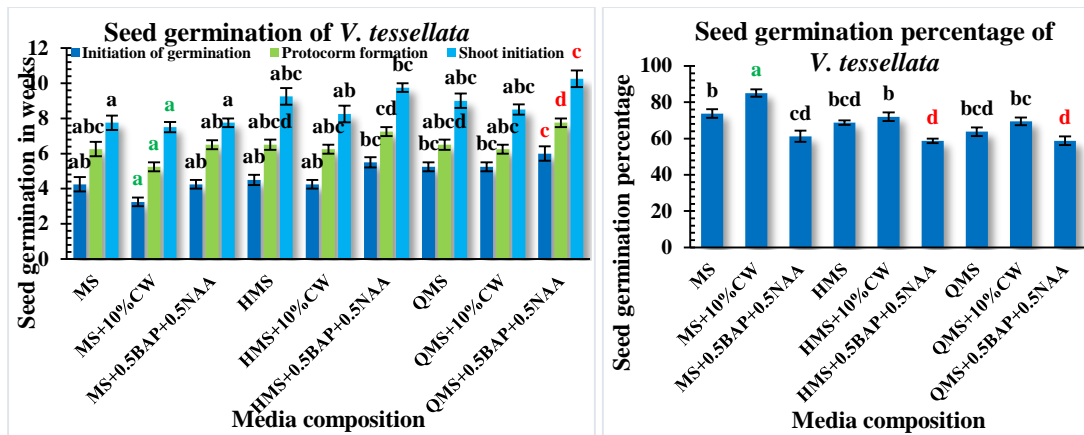 Seed germination of V. tessellata
Initiation of germination Protocorm formation Shoot initiation
Seed germination in weeks
12
10
8
6
4
2
0
ab abc a
a a a
ab abc a
ab abcd abc
ab abc ab
bc cd bc
bc abcd abc
bc abc ab
c d c
MS
MS+10%CW
MS+0.5BAP+0.5NAA
HMS
HMS+10%CW
HMS+0.5BAP+0.5NAA
QMS
QMS+10%CW
QMS+0.5BAP+0.5NAA
Media composition
Seed germination percentage of
V. tessellata
Seed germination percentage
100
80
60
40
20
0
b a cd bcd b d bcd bc d
MS
MS+10%CW
MS+0.5BAP+0.5NAA
HMS
HMS+10%CW
HMS+0.5BAP+0.5NAA
QMS
QMS+10%CW
QMS+0.5BAP+0.5NAA
Media composition